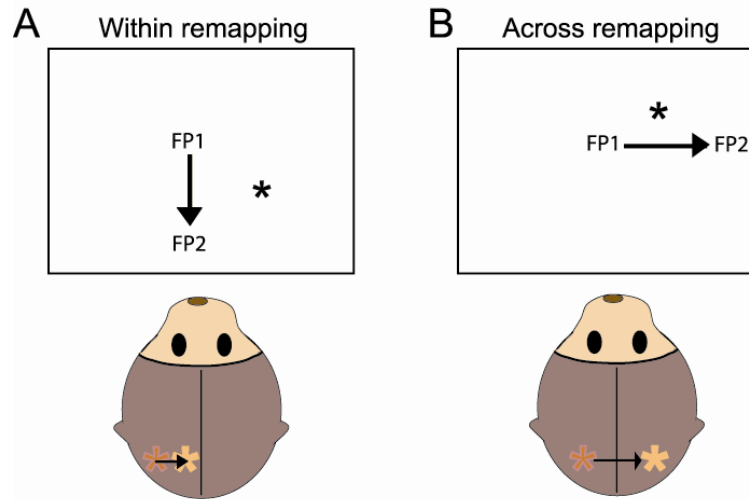 A Within remapping
FP1
FP2
*
B Across remapping
*
FP1 FP2